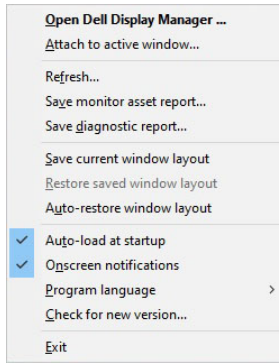 Open Dell Display Manager ...
Attach to active window...
Refresh...
Save monitor asset report...
Save diagnostic report...
Save current window layout
Restore saved window layout
Auto-restore window layout
Auto-load at startup
Onscreen notifications
Program language
Check for new version...
Exit